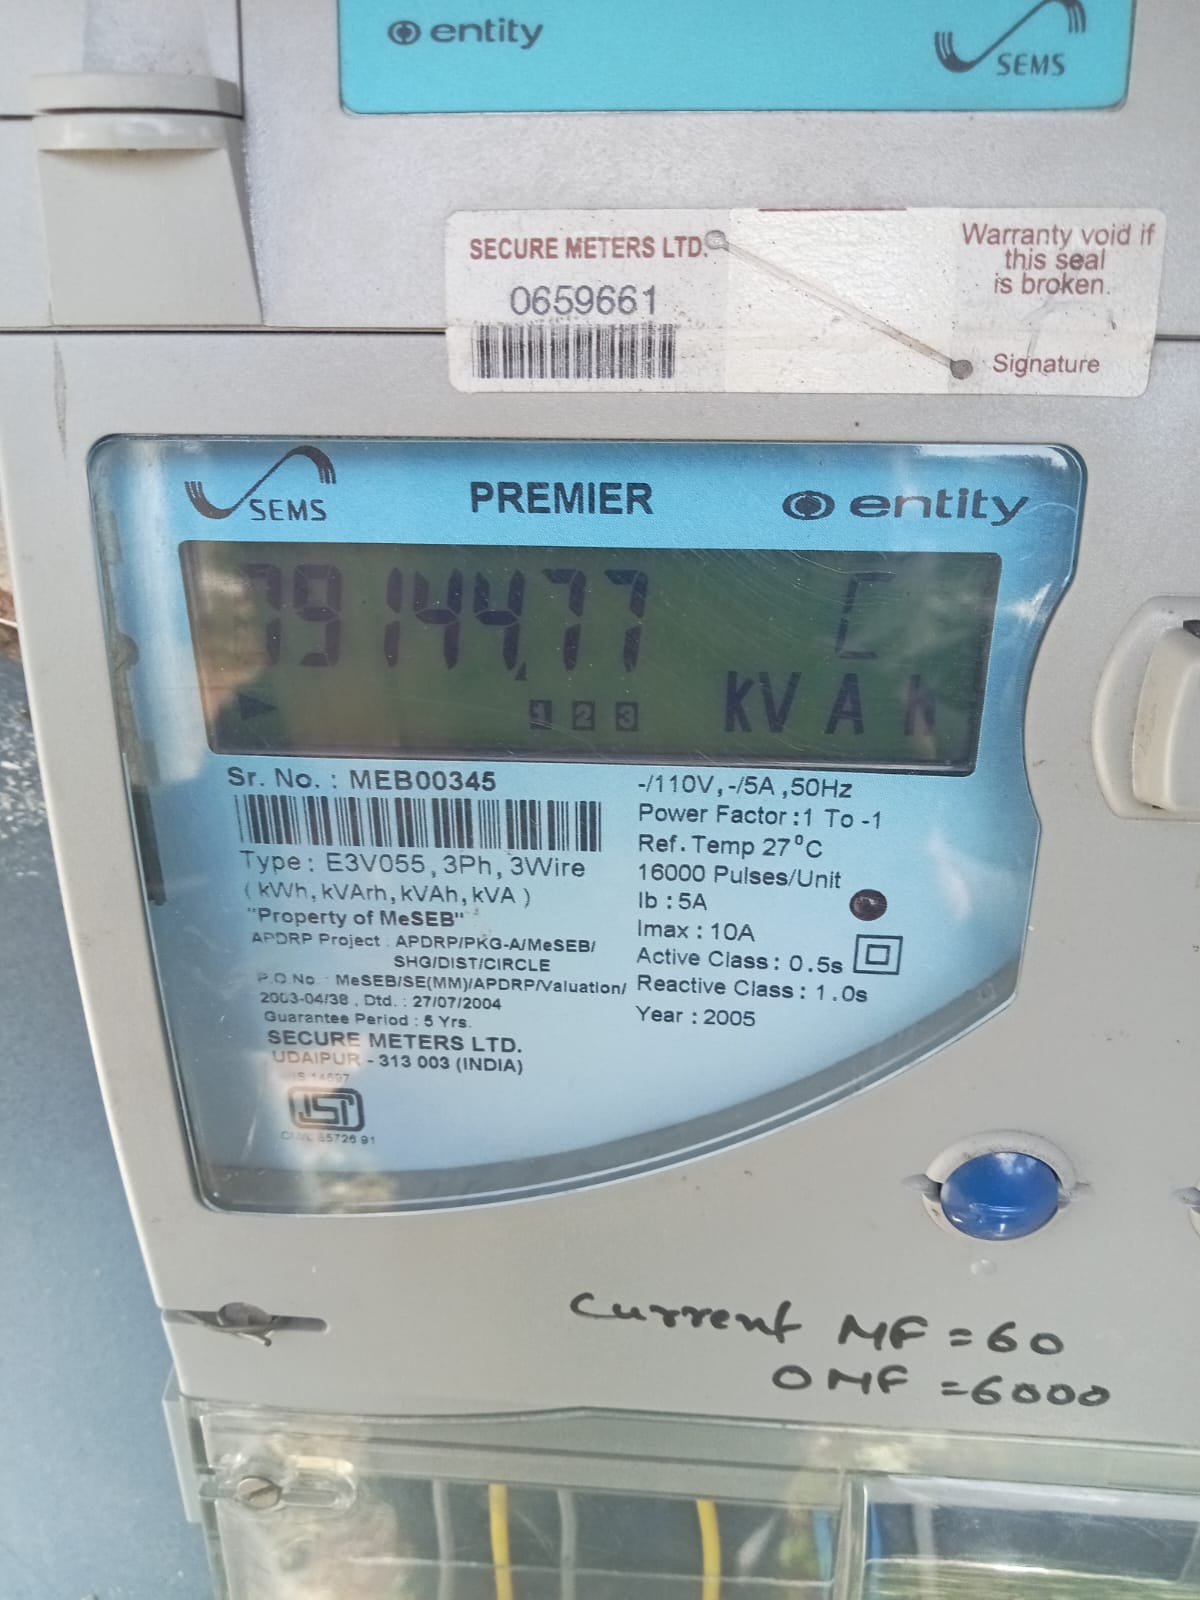 entity
SEMS
SECURE METERS LTD.
0659661
Warranty void if
this seal
is broken.
Signature
SEMS
PREMIER
entity
79144.77 C
1 2 3 kVAh
Sr. No. : MEB00345
Type : E3V055, 3Ph, 3Wire
( kWh, kVArh, kVAh, kVA )
"Property of MeSEB"
APDRP Project : APDRP/PKG-A/MeSEB/
SHG/DIST/CIRCLE
P.O.No. : MeSEB/SE(MM)/APDRP/Valuation/
2003-04/38 , Dtd. : 27/07/2004
Guarantee Period : 5 Yrs.
SECURE METERS LTD.
UDAIPUR - 313 003 (INDIA)
IS 14697
ISI
-/110V, -/5A ,50Hz
Power Factor :1 To -1
Ref. Temp 27°C
16000 Pulses/Unit
Ib : 5A
Imax : 10A
Active Class : 0.5s
Reactive Class : 1.0s
Year : 2005
Current MF = 60
OMF = 6000